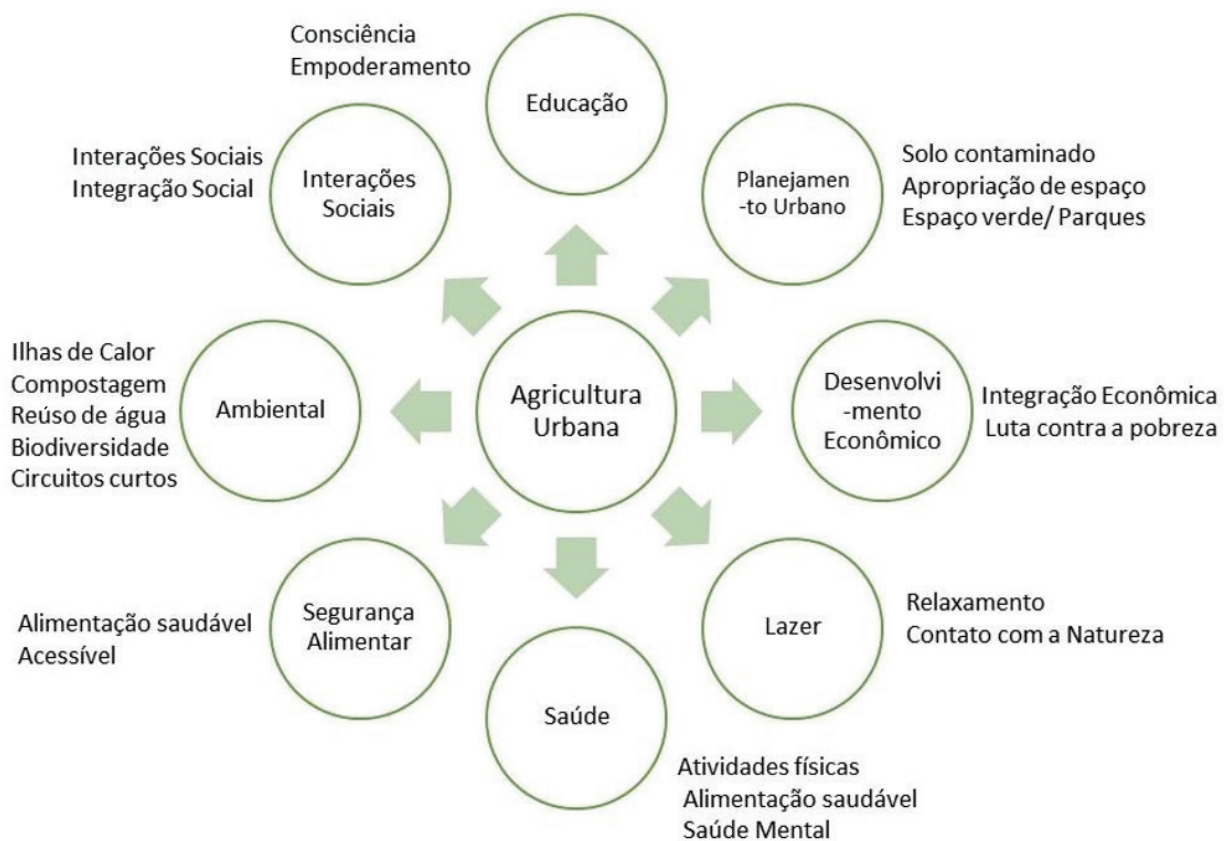 Consciência
Empoderamento
Educação
Interações Sociais
Integração Social
Interações
Sociais
Planejamen
-to Urbano
Solo contaminado
Apropriação de espaço
Espaço verde/ Parques
Ilhas de Calor
Compostagem
Reúso de água
Biodiversidade
Circuitos curtos
Ambiental
Agricultura
Urbana
Desenvolvi
-mento
Econômico
Integração Econômica
Luta contra a pobreza
Alimentação saudável
Acessível
Segurança
Alimentar
Lazer
Relaxamento
Contato com a Natureza
Saúde
Atividades físicas
Alimentação saudável
Saúde Mental